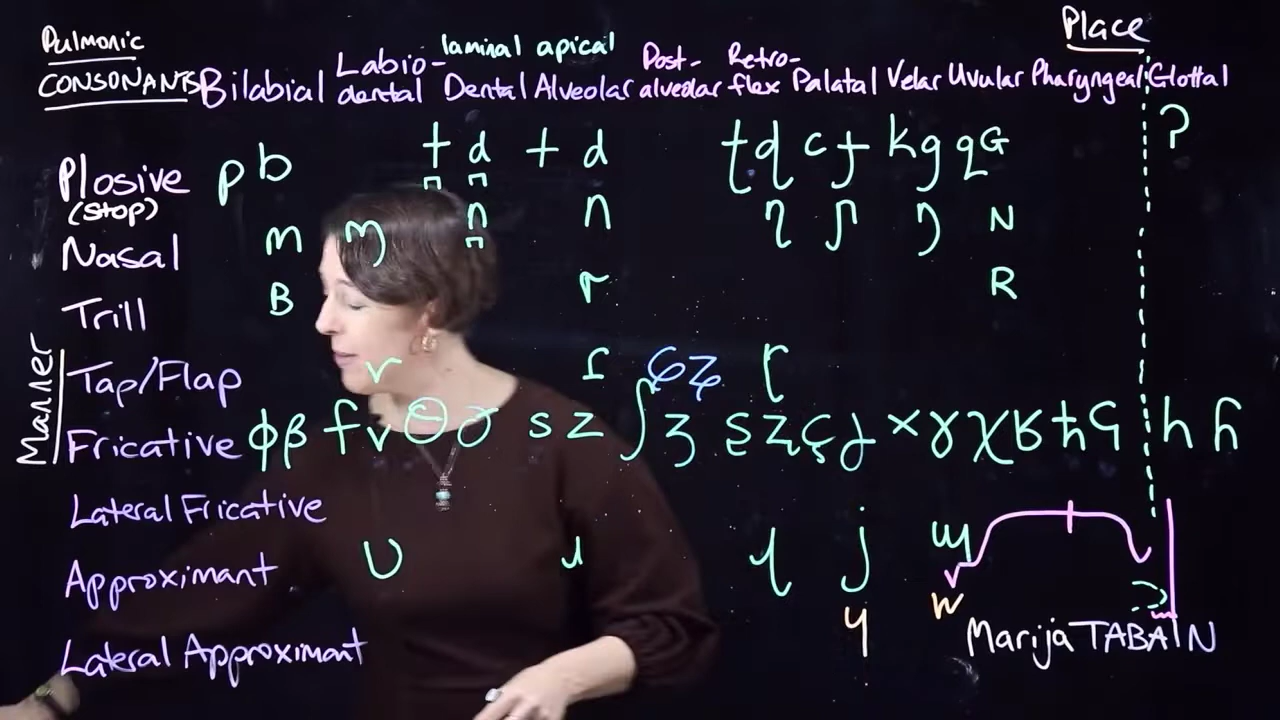 Pulmonic
CONSONANTS
Place
laminal apical
Bilabial Labio-dental Dental Alveolar Post-alveolar Retro-flex Palatal Velar Uvular Pharyngeal Glottal
Manner
Plosive p b t̪ d̪ t d ʈ ɖ c ɟ k g q ɢ ʔ
(stop)
Nasal m ɱ n̪ n ɳ ɲ ŋ ɴ
Trill ʙ r ʀ
Tap/Flap ⱱ ɾ ɕ ʑ ɽ
Fricative ɸ β f v θ ð s z ʃ ʒ ʂ ʐ ç ʝ x ɣ χ ʁ ħ ʕ h ɦ
Lateral Fricative
Approximant ʋ ɹ ɻ j ɰ
ɥ w
Lateral Approximant
Marija TABAIN